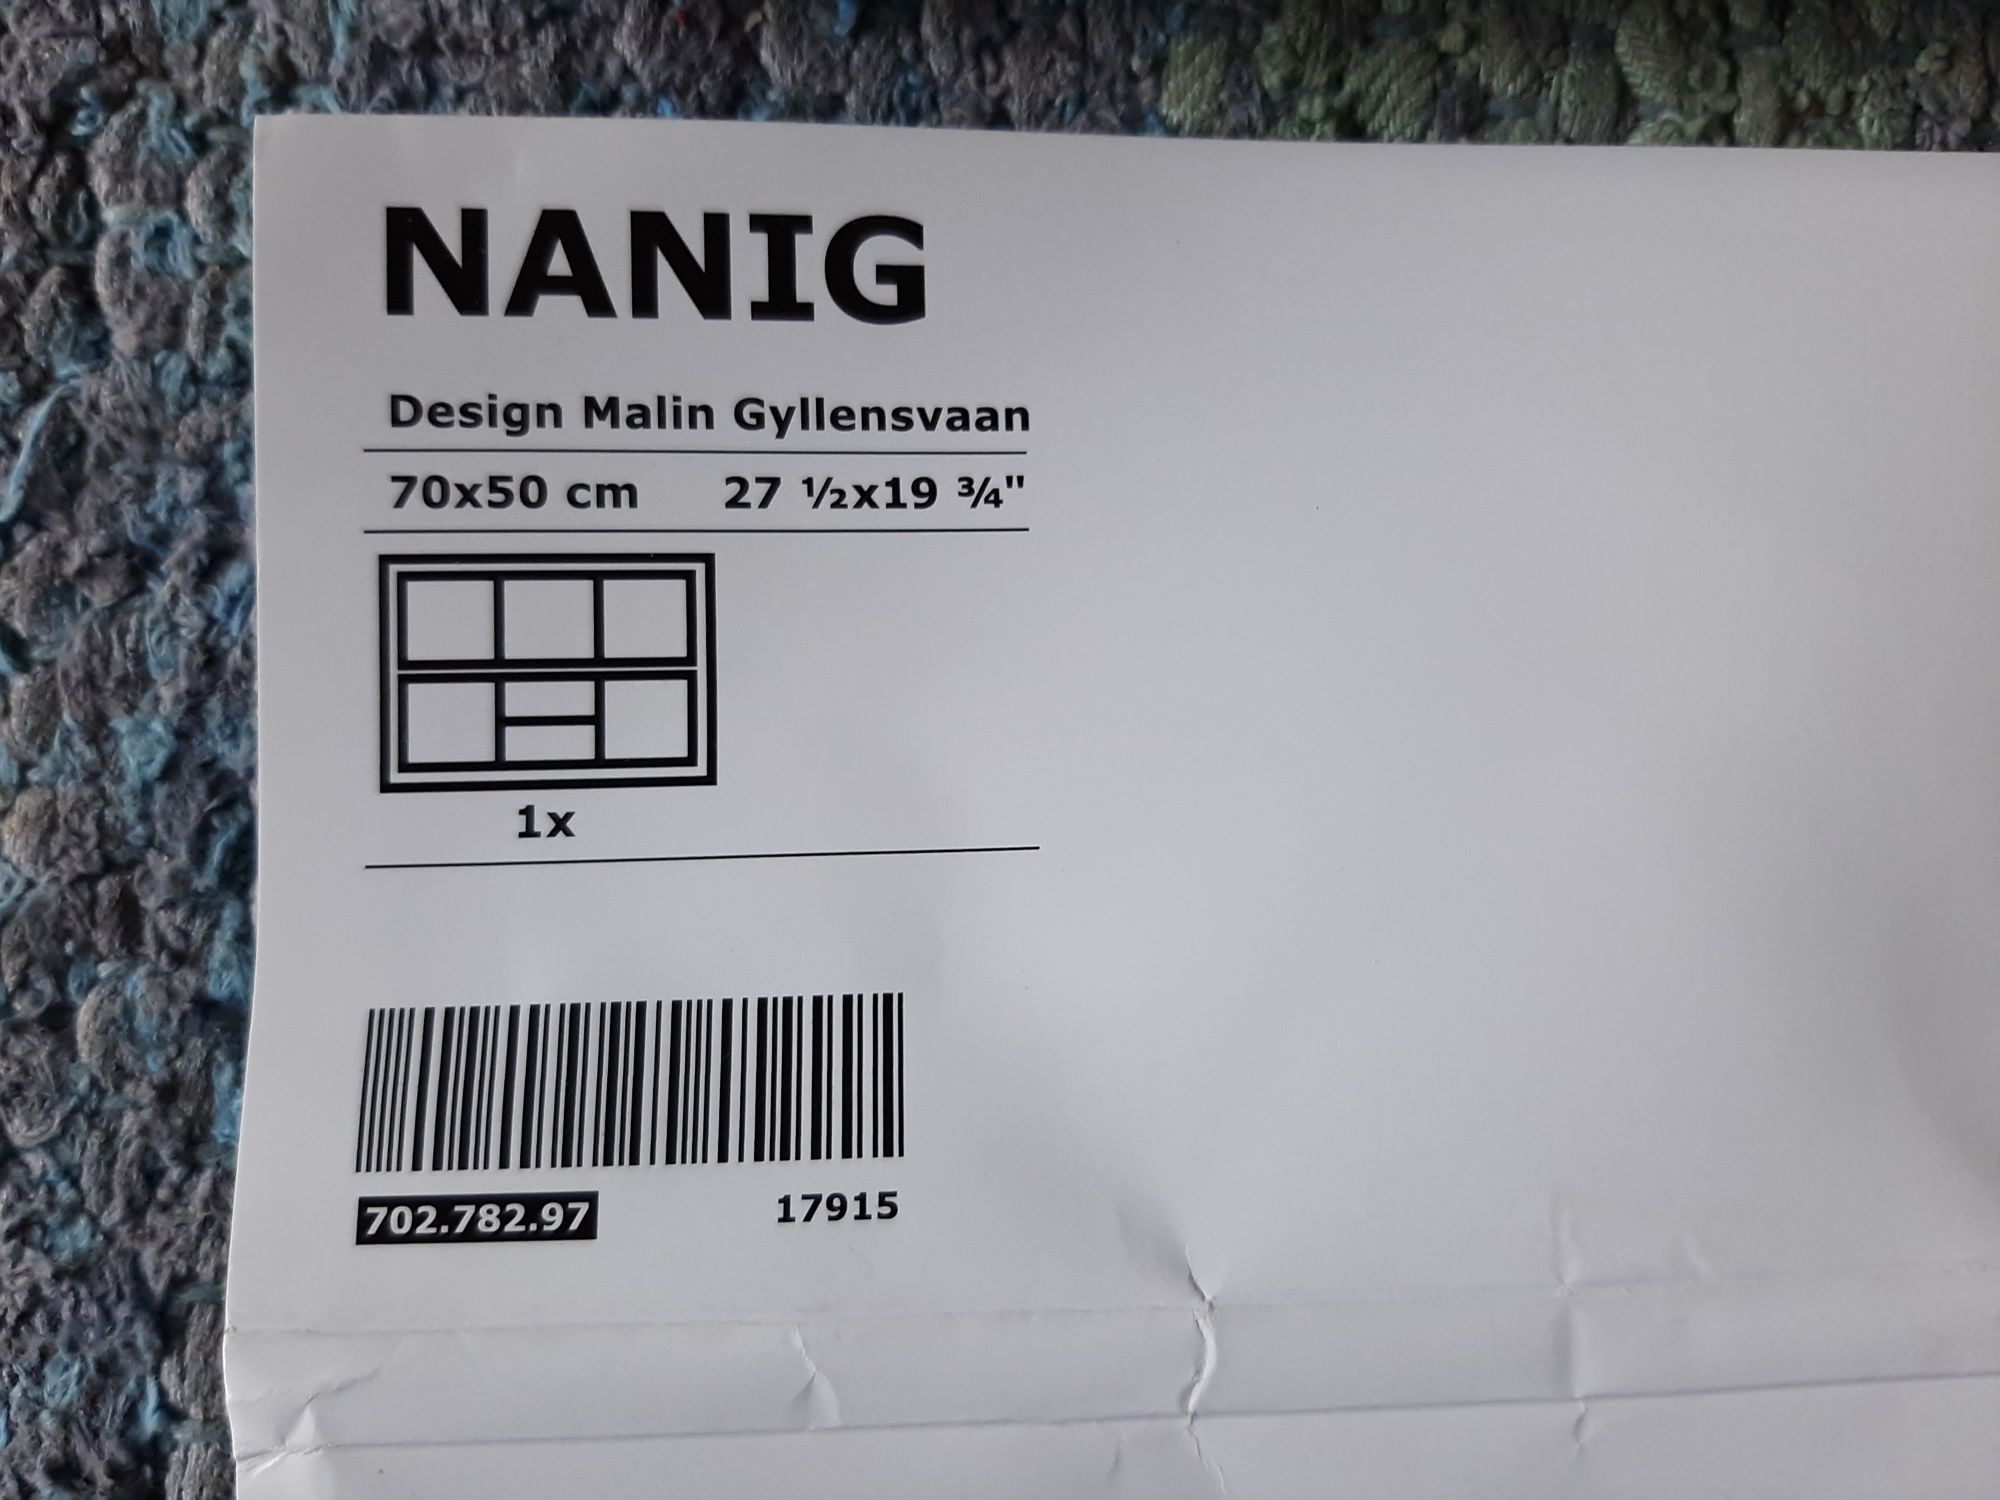 NANIG
Design Malin Gyllensvaan
70x50 cm 27 ½x19 ¾"
1x
702.782.97 17915